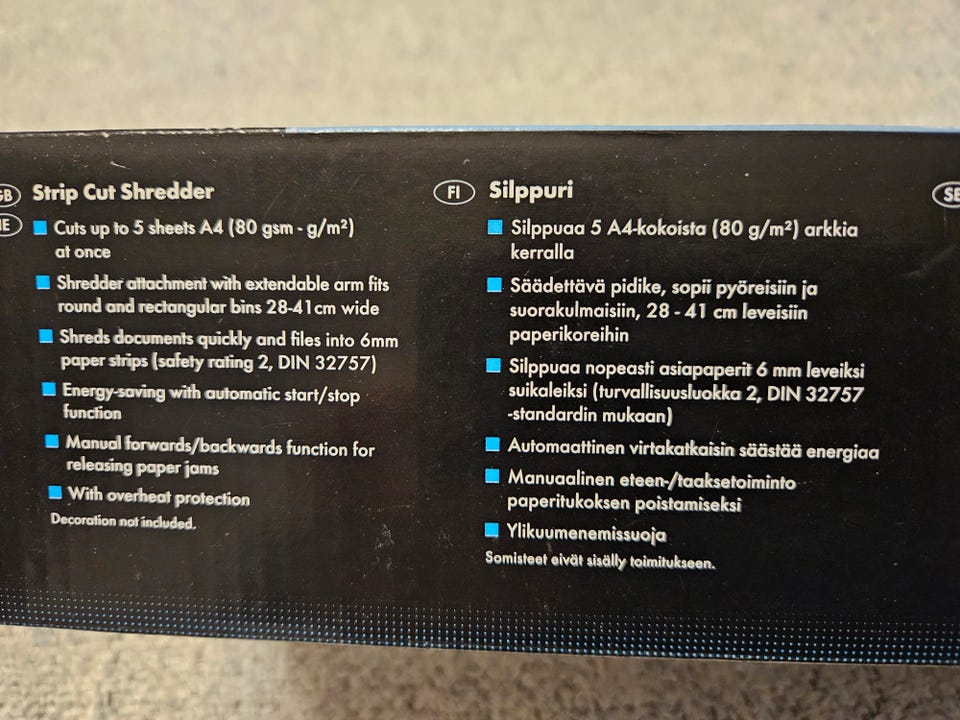 GB
IE
Strip Cut Shredder
Cuts up to 5 sheets A4 (80 gsm - g/m²)
at once
Shredder attachment with extendable arm fits
round and rectangular bins 28-41cm wide
Shreds documents quickly and files into 6mm
paper strips (safety rating 2, DIN 32757)
Energy-saving with automatic start/stop
function
Manual forwards/backwards function for
releasing paper jams
With overheat protection
Decoration not included.
FI
Silppuri
Silppuaa 5 A4-kokoista (80 g/m²) arkkia
kerralla
Säädettävä pidike, sopii pyöreisiin ja
suorakulmaisiin, 28 - 41 cm leveisiin
paperikoreihin
Silppuaa nopeasti asiapaperit 6 mm leveiksi
suikaleiksi (turvallisuusluokka 2, DIN 32757
-standardin mukaan)
Automaattinen virtakatkaisin säästää energiaa
Manuaalinen eteen-/taaksetoiminto
paperitukoksen poistamiseksi
Ylikuumenemissuoja
Somisteet eivät sisälly toimitukseen.
SE